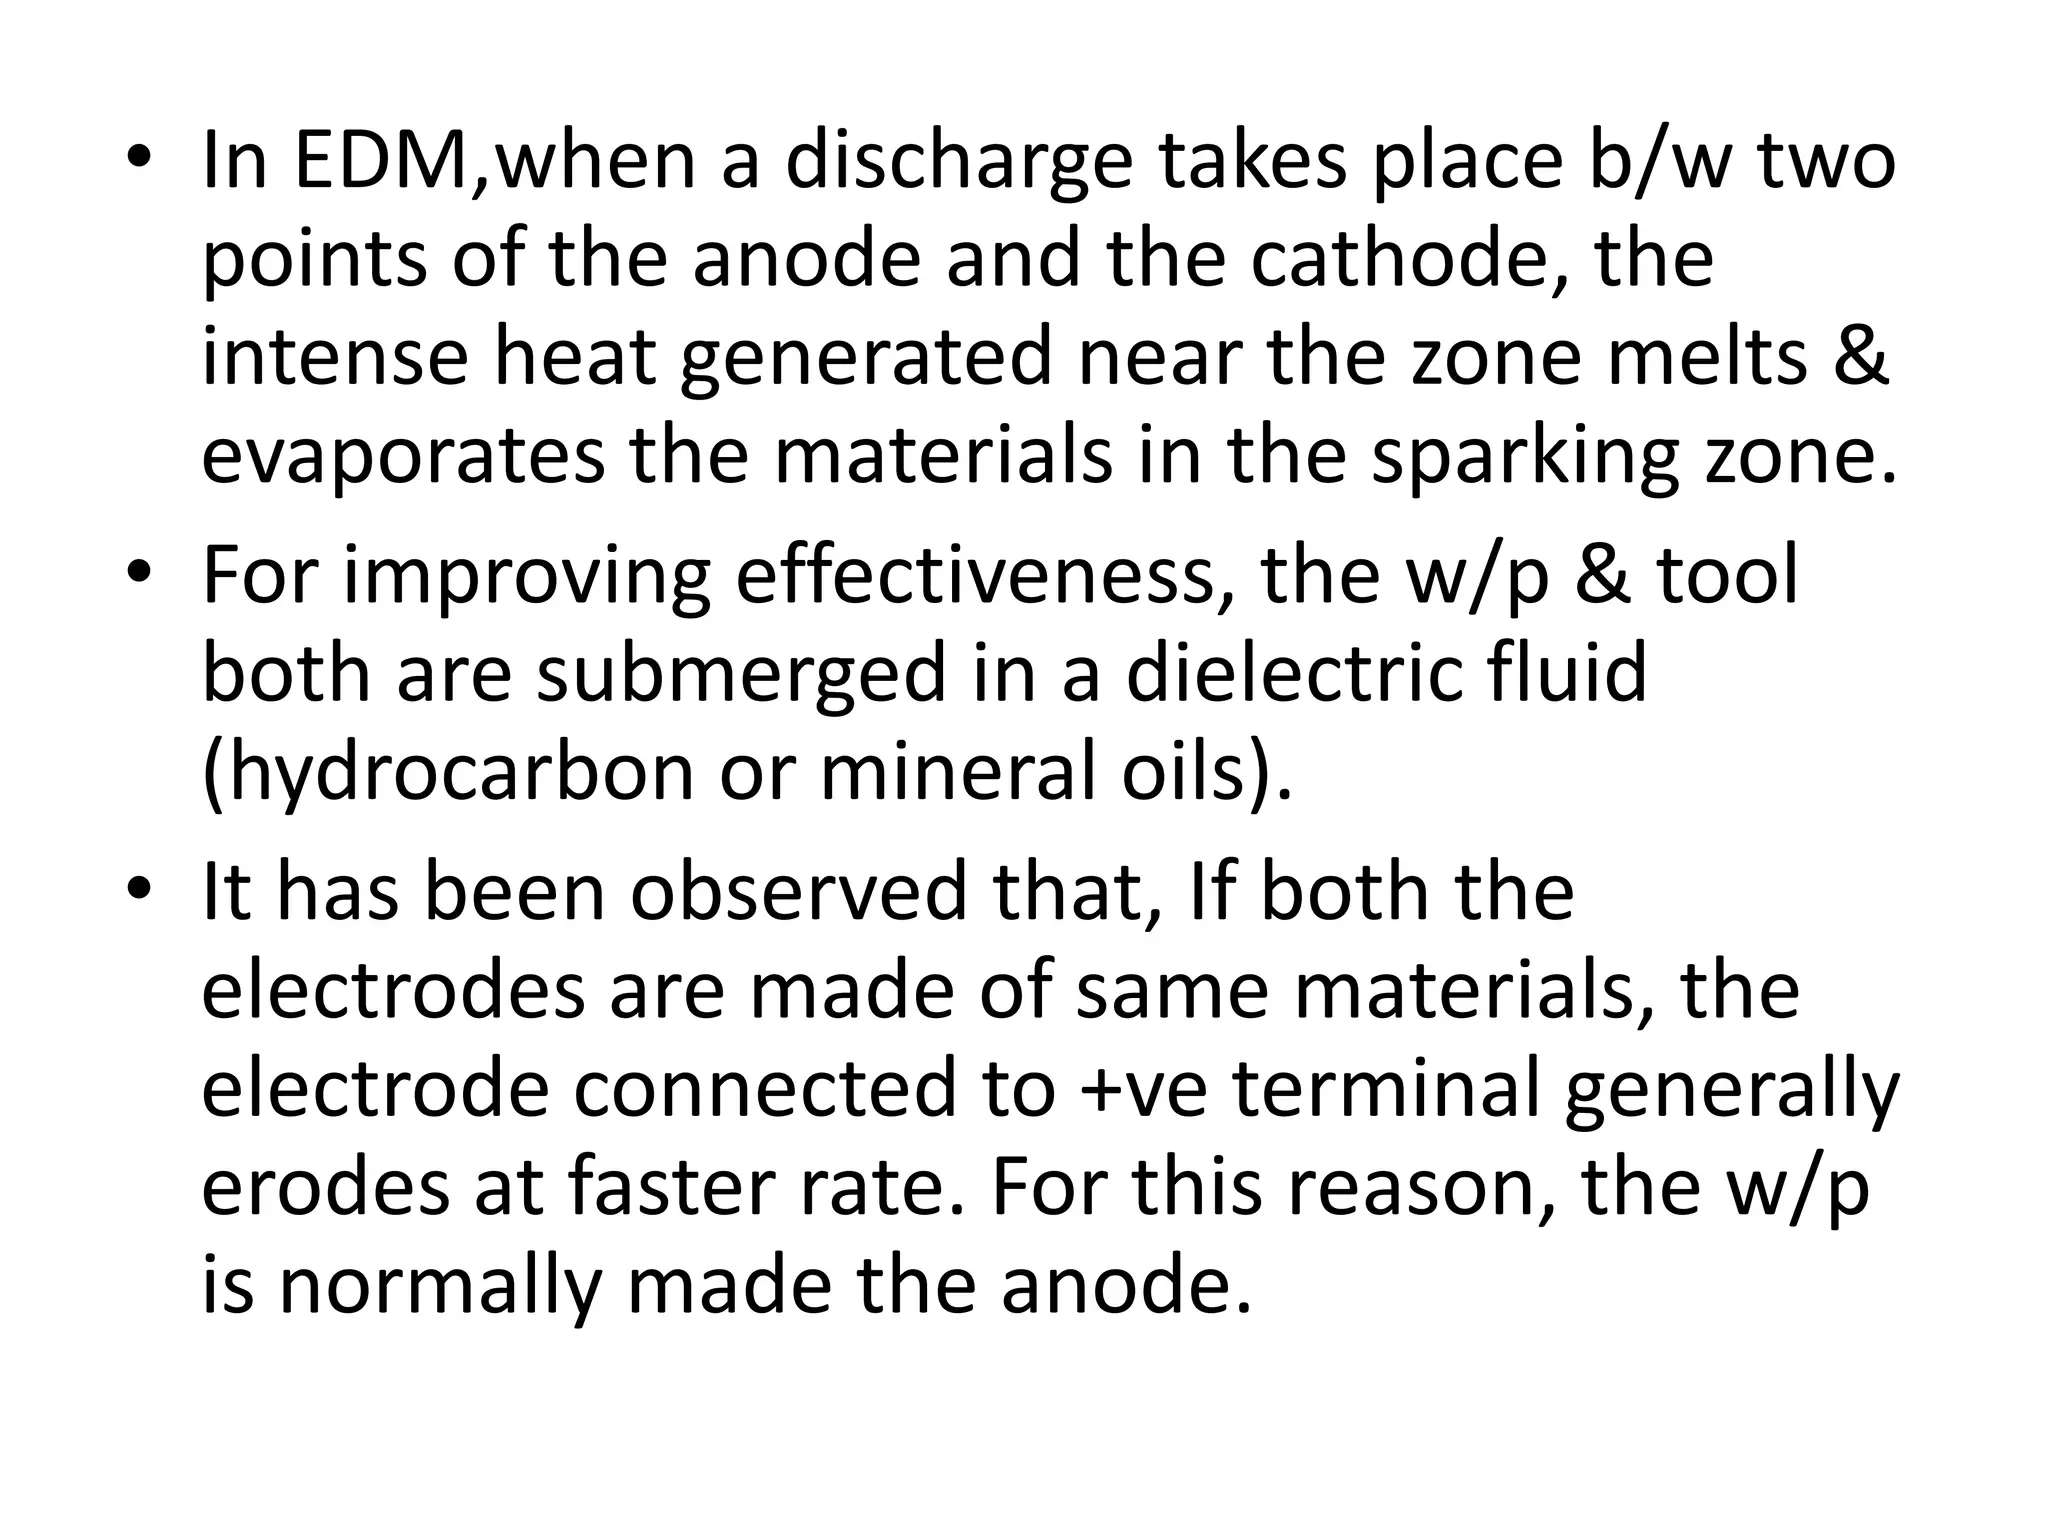 • In EDM,when a discharge takes place b/w two
points of the anode and the cathode, the
intense heat generated near the zone melts &
evaporates the materials in the sparking zone.
• For improving effectiveness, the w/p & tool
both are submerged in a dielectric fluid
(hydrocarbon or mineral oils).
• It has been observed that, If both the
electrodes are made of same materials, the
electrode connected to +ve terminal generally
erodes at faster rate. For this reason, the w/p
is normally made the anode.